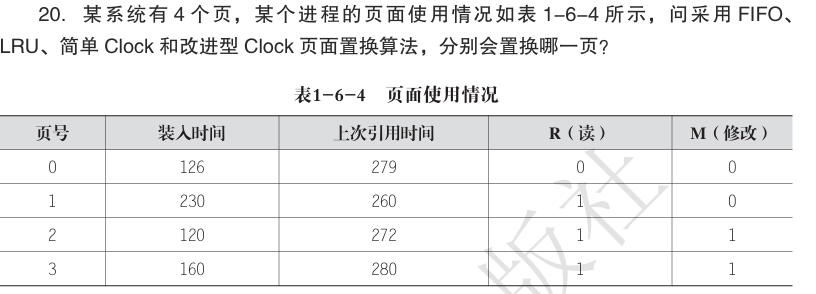 20. 某系统有 4 个页，某个进程的页面使用情况如表 1-6-4 所示，问采用 FIFO、
LRU、简单 Clock 和改进型 Clock 页面置换算法，分别会置换哪一页?
表1-6-4 页面使用情况
页号 装入时间 上次引用时间 R（读） M（修改）
0 126 279 0 0
1 230 260 1 0
2 120 272 1 1
3 160 280 1 1
版社